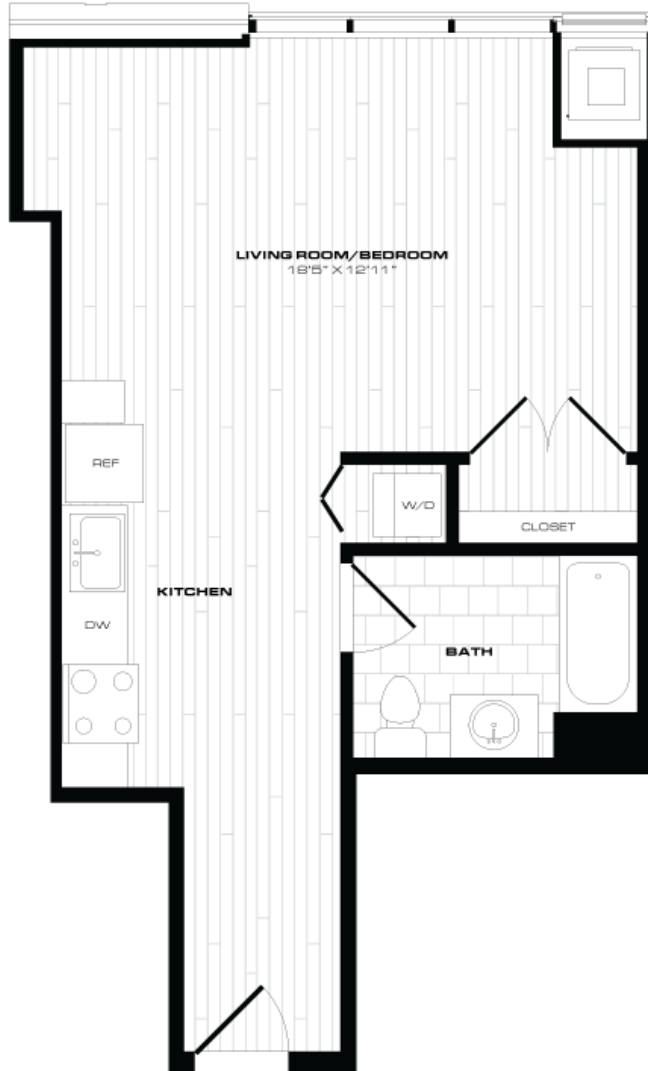 LIVING ROOM/BEDROOM
18'5" X 12'11"
REF
W/D
CLOSET
KITCHEN
DW
BATH